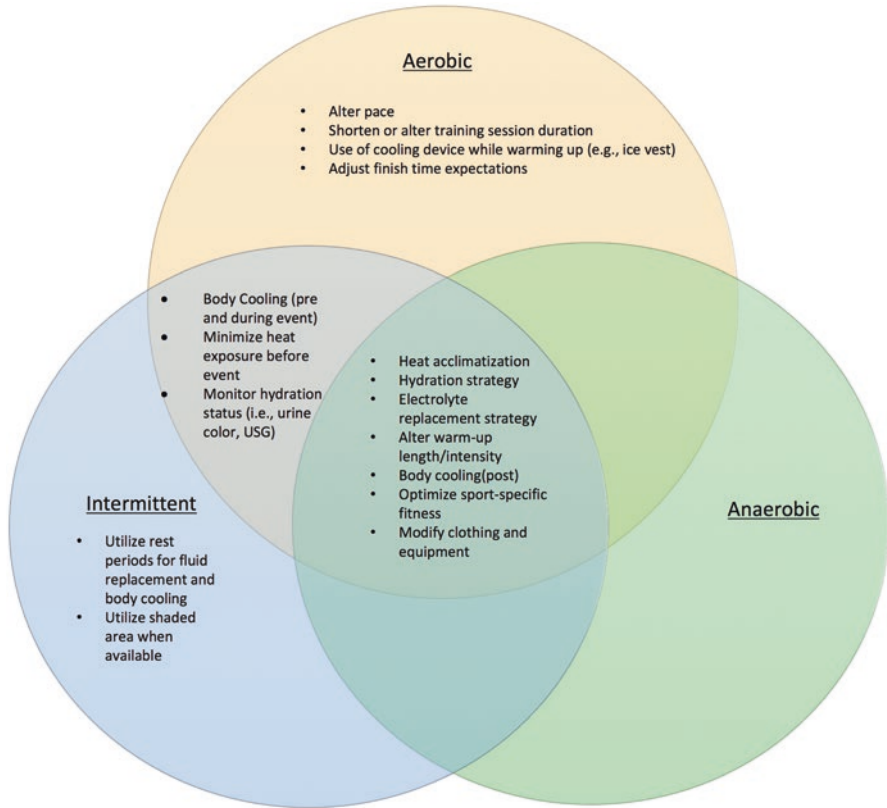 Aerobic
• Alter pace
• Shorten or alter training session duration
• Use of cooling device while warming up (e.g., ice vest)
• Adjust finish time expectations
• Body Cooling (pre
and during event)
• Minimize heat
exposure before
event
• Monitor hydration
status (i.e., urine
color, USG)
• Heat acclimatization
• Hydration strategy
• Electrolyte
replacement strategy
• Alter warm-up
length/intensity
• Body cooling(post)
• Optimize sport-specific
fitness
• Modify clothing and
equipment
Intermittent
• Utilize rest
periods for fluid
replacement and
body cooling
• Utilize shaded
area when
available
Anaerobic